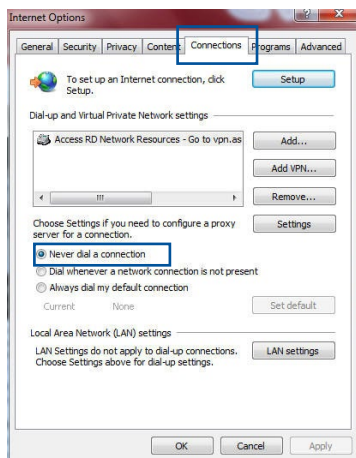 Internet Options
General Security Privacy Content Connections Programs Advanced
To set up an Internet connection, click Setup.
Setup
Dial-up and Virtual Private Network settings
Access RD Network Resources - Go to vpn.as
Add...
Add VPN...
Remove...
Choose Settings if you need to configure a proxy
server for a connection.
Settings
Never dial a connection
Dial whenever a network connection is not present
Always dial my default connection
Current None
Set default
Local Area Network (LAN) settings
LAN Settings do not apply to dial-up connections.
Choose Settings above for dial-up settings.
LAN settings
OK Cancel Apply